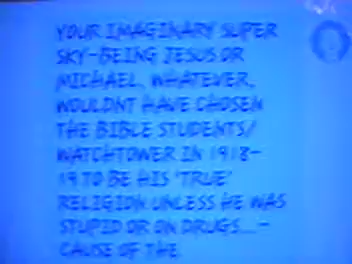 YOUR IMAGINARY SUPER
SKY-BEING JESUS OR
MICHAEL, WHATEVER,
WOULDNT HAVE CHOSEN
THE BIBLE STUDENTS/
WATCHTOWER IN 1918-
19 TO BE HIS 'TRUE'
RELIGION UNLESS HE WAS
STUPID OR ON DRUGS...-
CAUSE OF THE